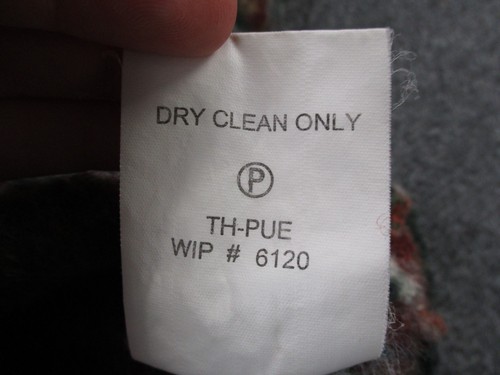 DRY CLEAN ONLY
P
TH-PUE
WIP # 6120